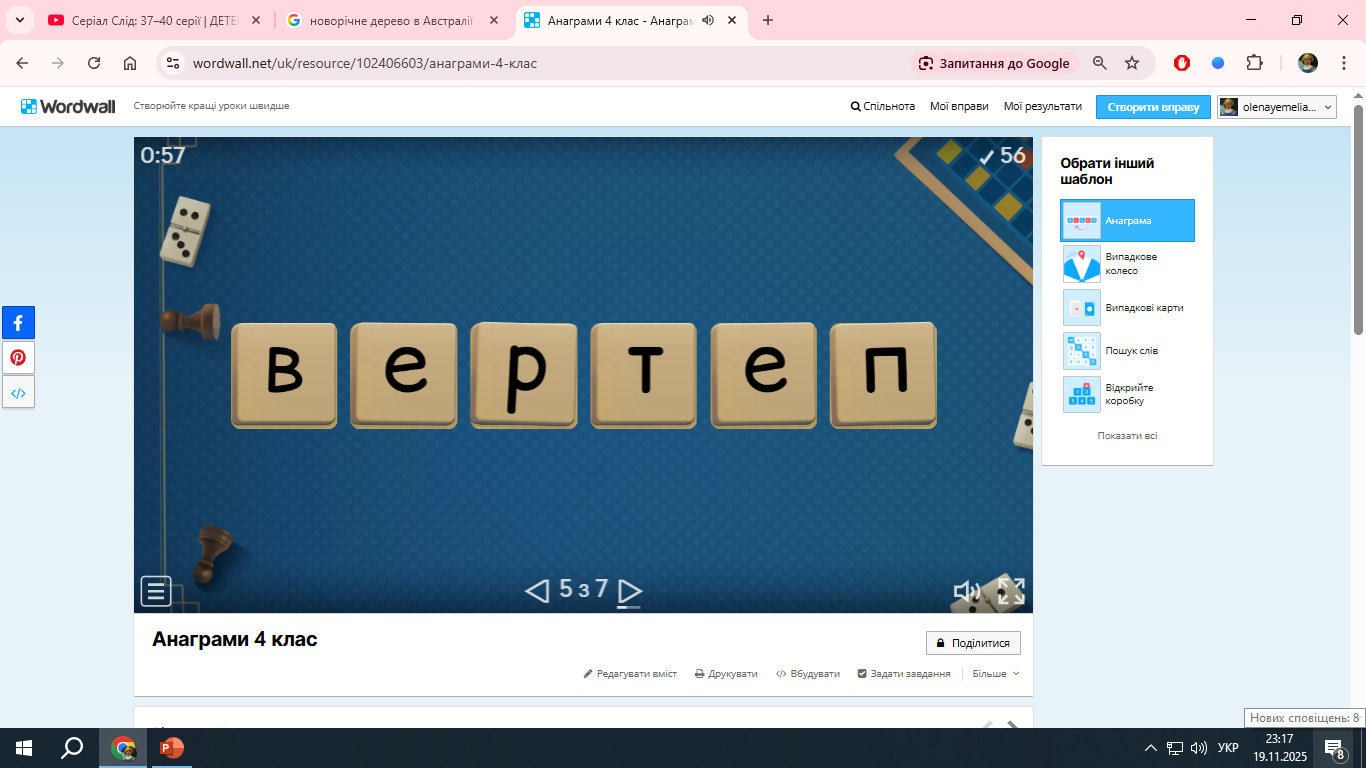 Серіал Слід: 37–40 серії | ДЕТЕ
новорічне дерево в Австралії
Анаграми 4 клас - Анаграм
wordwall.net/uk/resource/102406603/анаграми-4-клас
Запитання до Google
Wordwall
Створюйте кращі уроки швидше
Спільнота
Мої вправи
Мої результати
Створити вправу
olenayemelia...
0:57
56
в е р т е п
5 з 7
Обрати інший
шаблон
Анаграма
Випадкове
колесо
Випадкові карти
Пошук слів
Відкрийте
коробку
Показати всі
Анаграми 4 клас
Поділитися
Редагувати вміст
Друкувати
Вбудувати
Задати завдання
Більше
Нових сповіщень: 8
УКР
23:17
19.11.2025
8